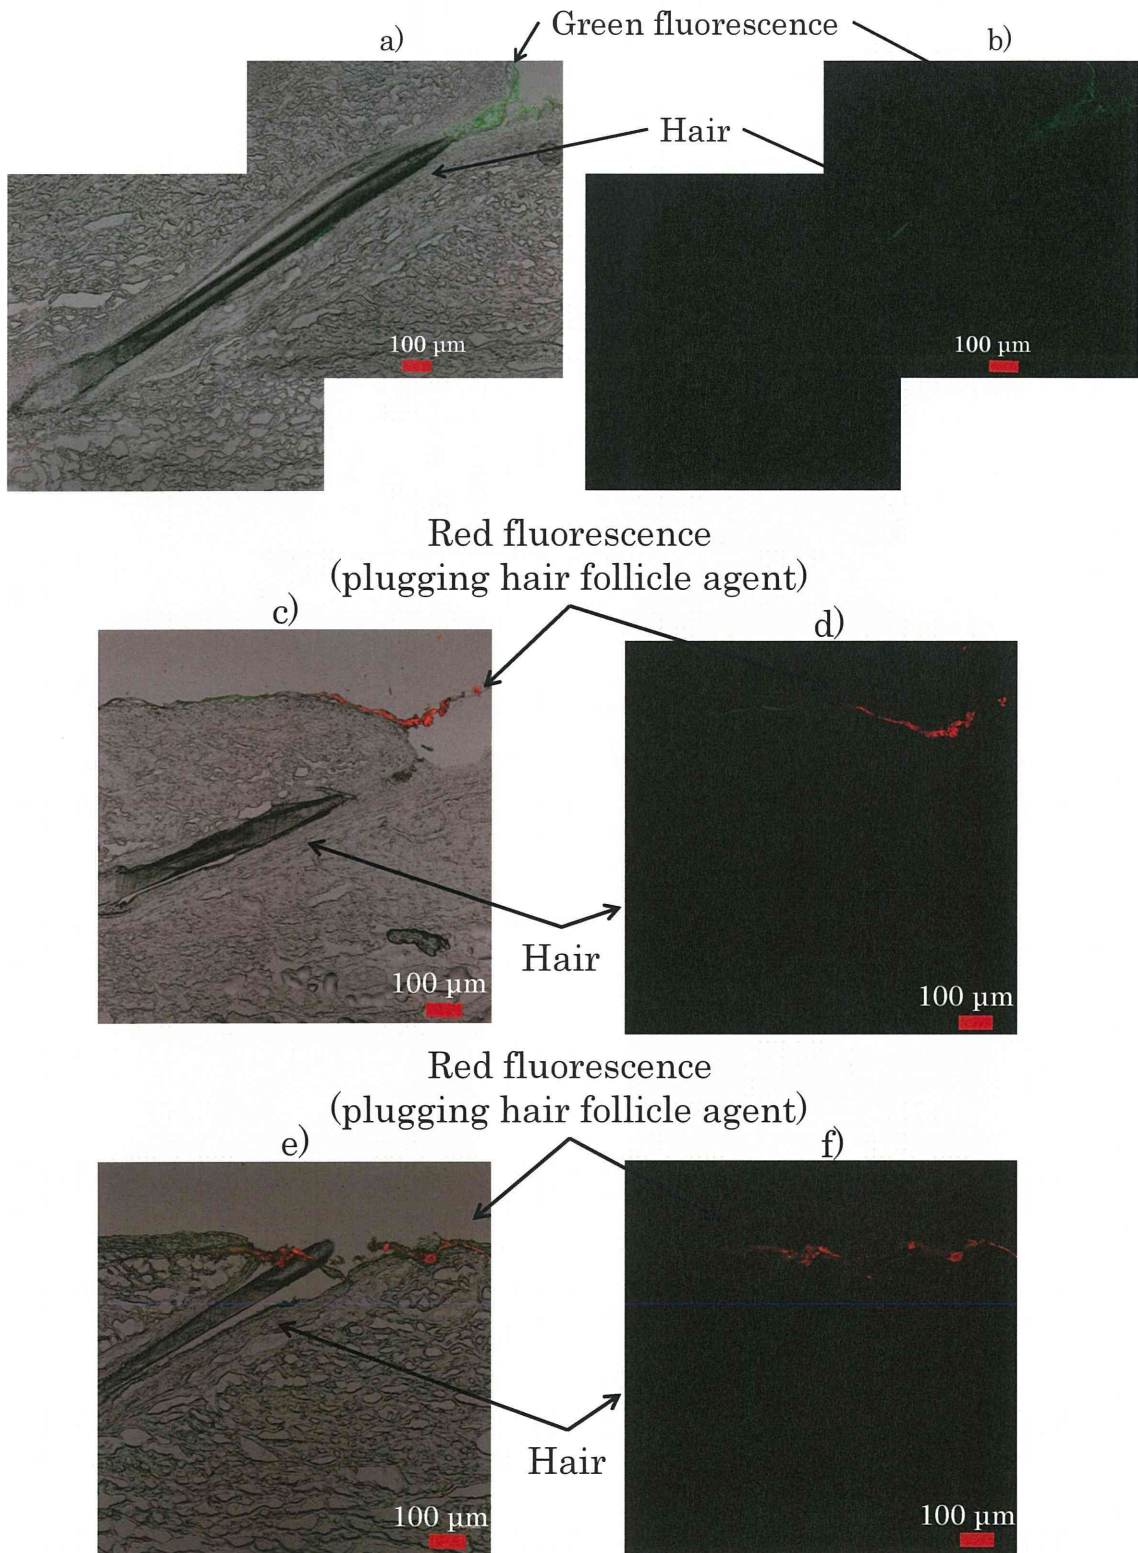 Green fluorescence
a)
b)
Hair
100 µm
100 µm
Red fluorescence
(plugging hair follicle agent)
c)
d)
Hair
100 µm
100 µm
Red fluorescence
(plugging hair follicle agent)
e)
f)
Hair
100 µm
100 µm